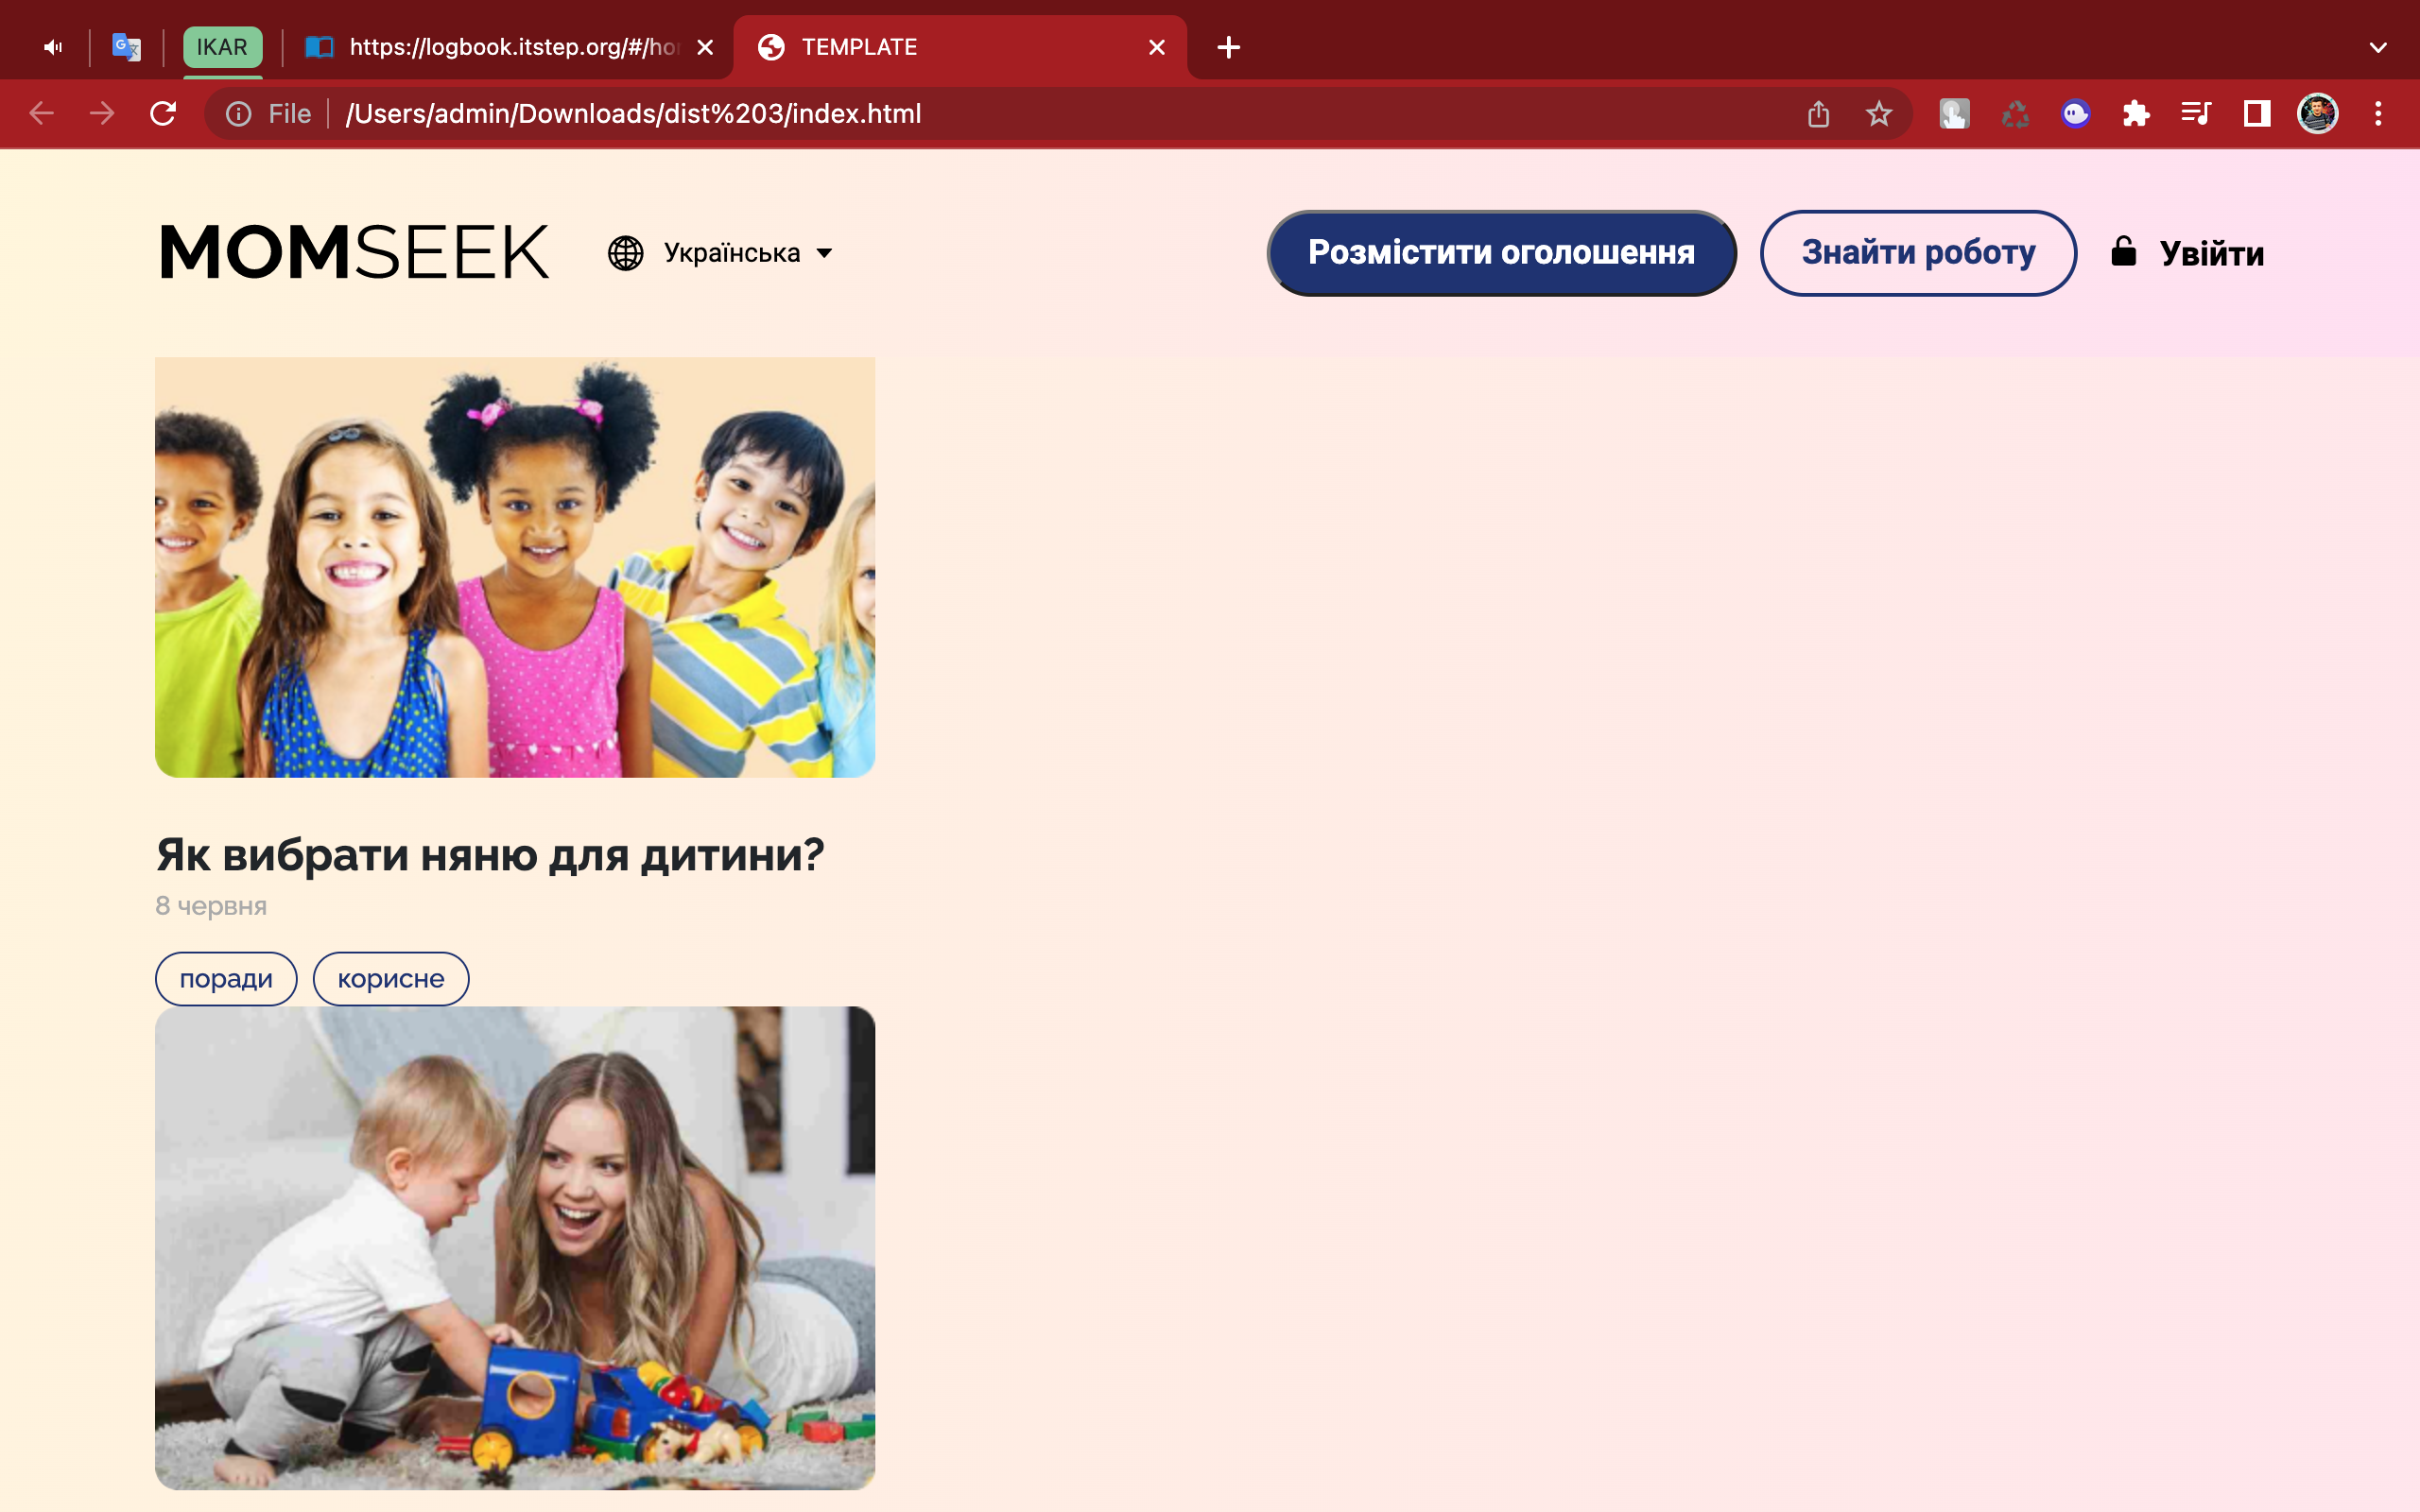 IKAR
https://logbook.itstep.org/#/ho
TEMPLATE
File
/Users/admin/Downloads/dist%203/index.html
MOMSEEK
Українська
Розмістити оголошення
Знайти роботу
Увійти
Як вибрати няню для дитини?
8 червня
поради
корисне